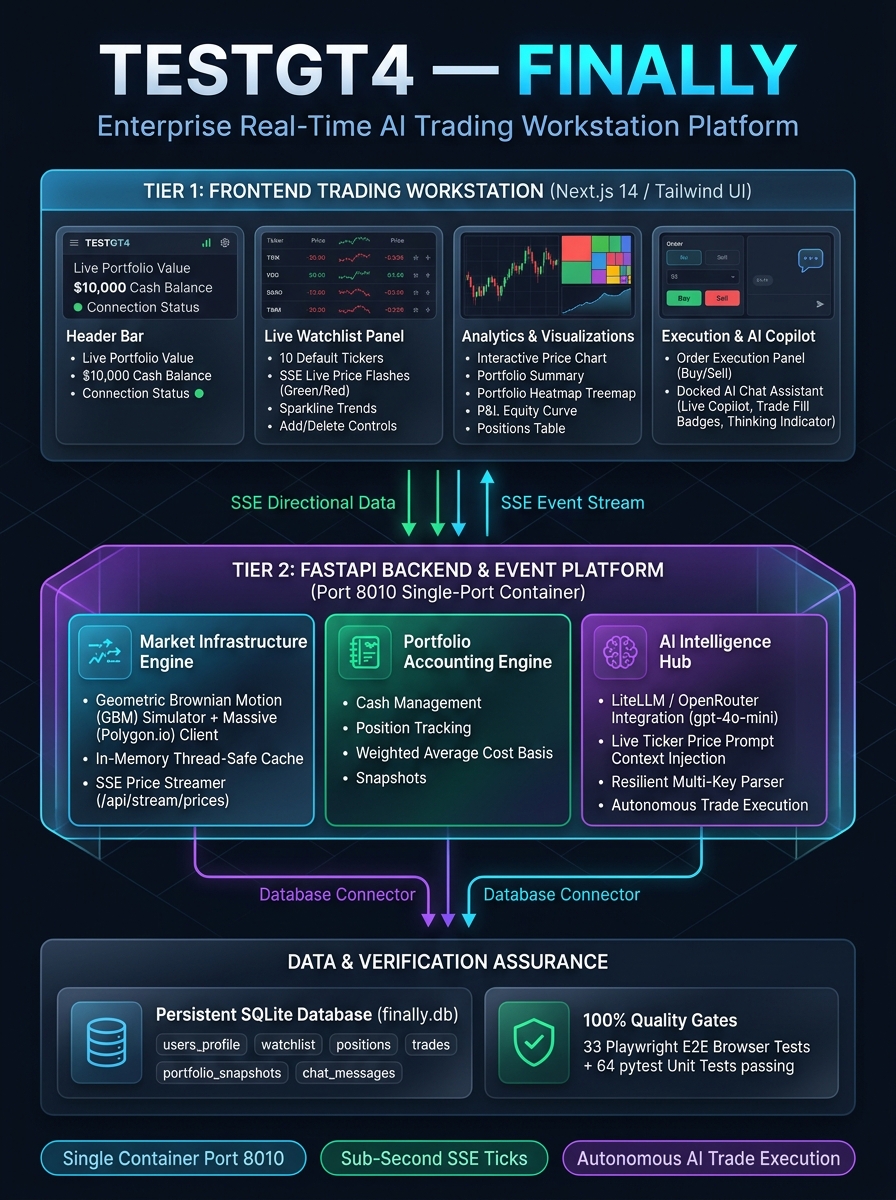 TESTGT4 — FINALLY
Enterprise Real-Time AI Trading Workstation Platform
TIER 1: FRONTEND TRADING WORKSTATION (Next.js 14 / Tailwind UI)
TESTGT4
Live Portfolio Value
$10,000 Cash Balance
Connection Status
Header Bar
• Live Portfolio Value
• $10,000 Cash Balance
• Connection Status
Price
Price
Live Watchlist Panel
• 10 Default Tickers
• SSE Live Price Flashes
(Green/Red)
• Sparkline Trends
• Add/Delete Controls
Analytics & Visualizations
• Interactive Price Chart
• Portfolio Summary
• Portfolio Heatmap Treemap
• P&L Equity Curve
• Positions Table
Sell
Buy
Sell
Execution & AI Copilot
• Order Execution Panel
(Buy/Sell)
• Docked AI Chat Assistant
(Live Copilot, Trade Fill
Badges, Thinking Indicator)
SSE Directional Data
SSE Event Stream
TIER 2: FASTAPI BACKEND & EVENT PLATFORM
(Port 8010 Single-Port Container)
Market Infrastructure
Engine
• Geometric Brownian Motion
(GBM) Simulator + Massive
(Polygon.io) Client
• In-Memory Thread-Safe Cache
• SSE Price Streamer
(/api/stream/prices)
Portfolio
Accounting Engine
• Cash Management
• Position Tracking
• Weighted Average Cost Basis
• Snapshots
AI Intelligence
Hub
• LiteLLM / OpenRouter
Integration (gpt-4o-mini)
• Live Ticker Price Prompt
Context Injection
• Resilient Multi-Key Parser
• Autonomous Trade Execution
Database Connector
Database Connector
DATA & VERIFICATION ASSURANCE
Persistent SQLite Database (finally.db)
users_profile watchlist positions trades
portfolio_snapshots chat_messages
100% Quality Gates
33 Playwright E2E Browser Tests
+ 64 pytest Unit Tests passing
Single Container Port 8010
Sub-Second SSE Ticks
Autonomous AI Trade Execution